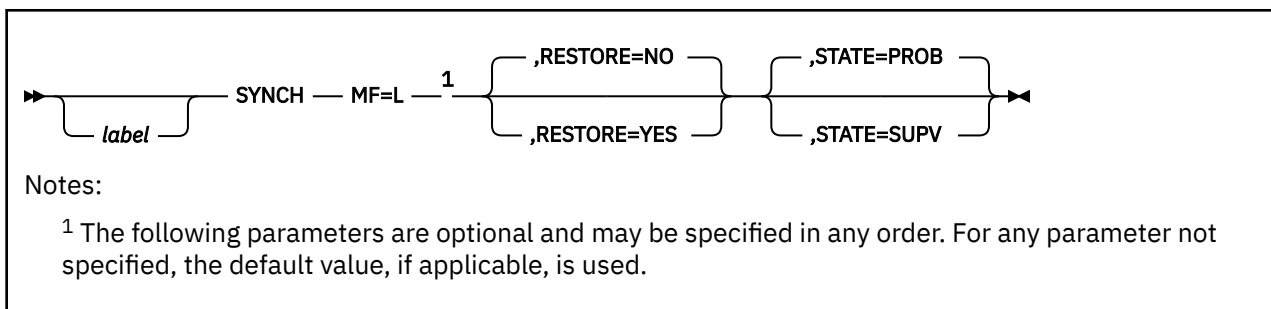 ,RESTORE=NO ,STATE=PROB
label SYNCH MF=L 1
,RESTORE=YES ,STATE=SUPV
Notes:
1 The following parameters are optional and may be specified in any order. For any parameter not
specified, the default value, if applicable, is used.